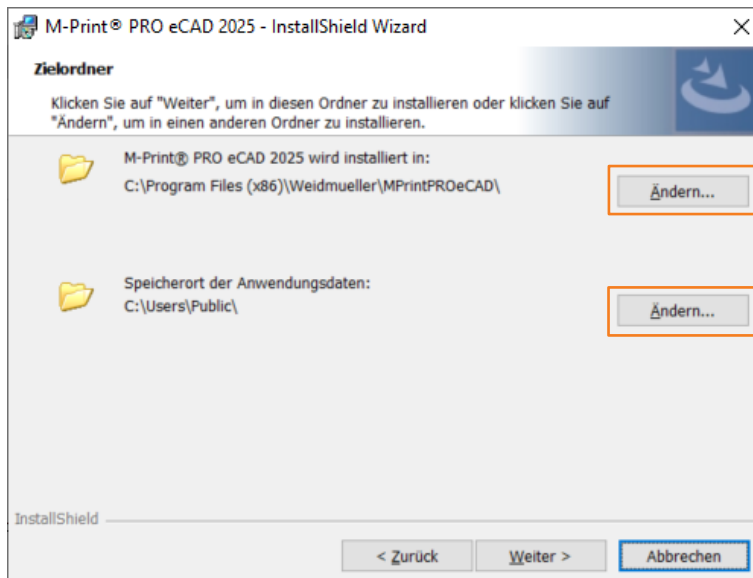 M-Print® PRO eCAD 2025 - InstallShield Wizard
Zielordner
Klicken Sie auf "Weiter", um in diesen Ordner zu installieren oder klicken Sie auf
"Ändern", um in einen anderen Ordner zu installieren.
M-Print® PRO eCAD 2025 wird installiert in:
C:\Program Files (x86)\Weidmueller\MPrintPROeCAD\
Ändern...
Speicherort der Anwendungsdaten:
C:\Users\Public\
Ändern...
InstallShield
< Zurück Weiter > Abbrechen